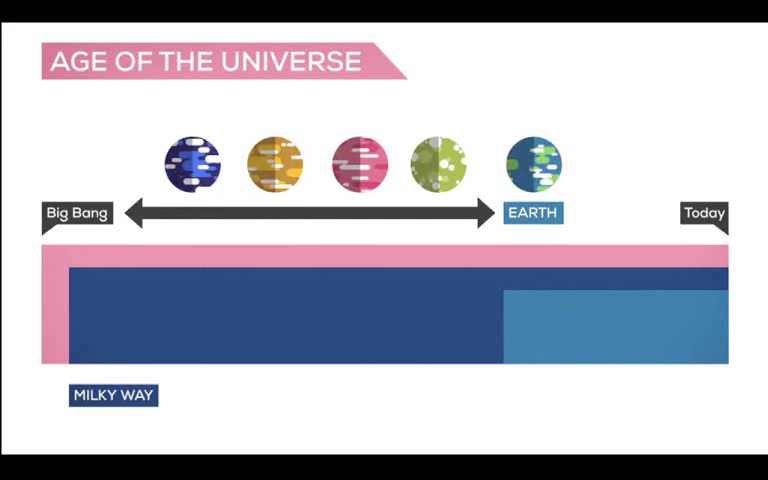 AGE OF THE UNIVERSE
Big Bang
EARTH
Today
MILKY WAY